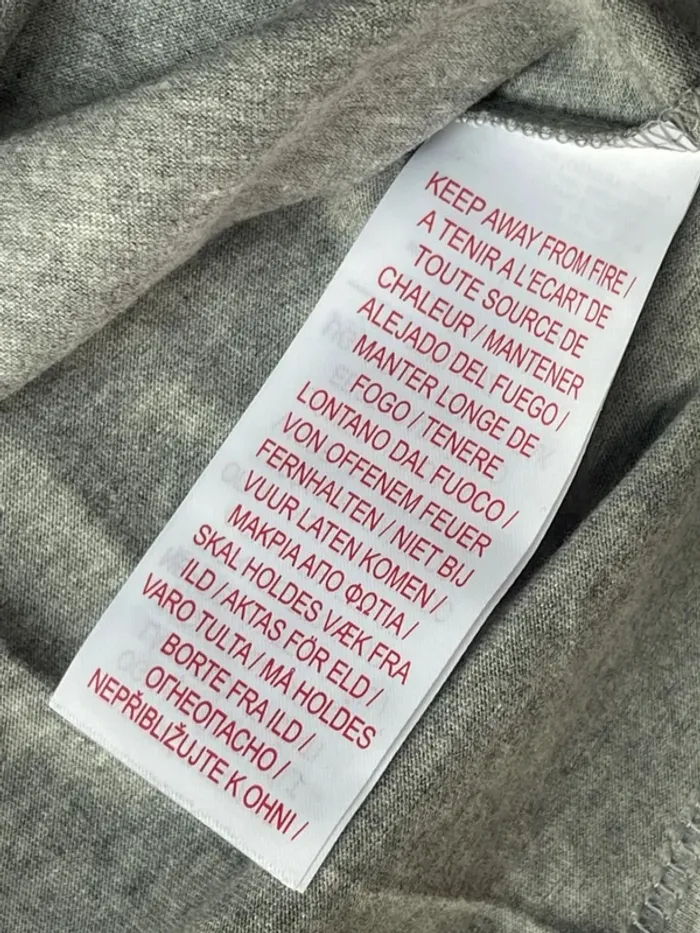 KEEP AWAY FROM FIRE /
A TENIR A L'ECART DE
TOUTE SOURCE DE
CHALEUR / MANTENER
ALEJADO DEL FUEGO /
MANTER LONGE DE
FOGO / TENERE
LONTANO DAL FUOCO /
VON OFFENEM FEUER
FERNHALTEN / NIET BIJ
VUUR LATEN KOMEN /
ΜΑΚΡΙΑ ΑΠΟ ΦΩΤΙΑ /
SKAL HOLDES VÆK FRA
ILD / AKTAS FÖR ELD /
VARO TULTA / MÅ HOLDES
BORTE FRA ILD /
ОГНЕОПАСНО /
NEPŘIBLIŽUJTE K OHNI /